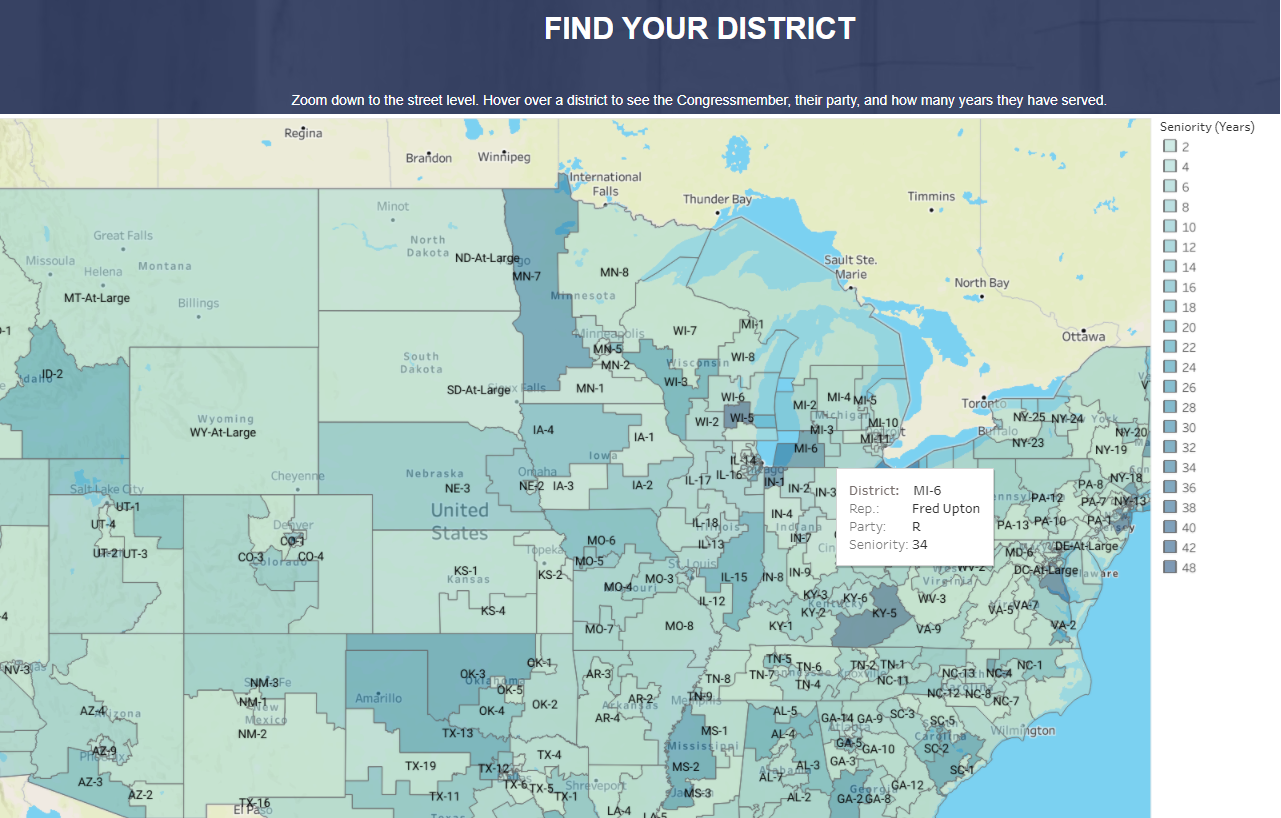 FIND YOUR DISTRICT
Zoom down to the street level. Hover over a district to see the Congressmember, their party, and how many years they have served.
Seniority (Years)
2
4
6
8
10
12
14
16
18
20
22
24
26
28
30
32
34
36
38
40
42
48
Regina
Brandon
Winnipeg
International
Falls
Thunder Bay
Timmins
Minot
Great Falls
North
Dakota
Missoula
Helena
Montana
ND-At-Large
Sault Ste.
Marie
MN-7
MN-8
North Bay
MT-At-Large
Billings
Minnesota
Minneapolis
WI-7
MI-1
Ottawa
MN-5
MN-2
WI-8
Wisconsin
South
Dakota
ID-2
WI-3
SD-At-Large
Sioux Falls
MN-1
WI-6
MI-2
MI-4
MI-5
Michigan
Toronto
Wyoming
WY-At-Large
WI-2
WI-5
MI-3
MI-10
MI-11
Buffalo
NY-25
NY-24
NY-23
NY-20
NY-19
IA-4
IA-1
Iowa
MI-6
IL-14
IL-16
IL-17
IN-1
IN-2
IN-3
Cheyenne
Nebraska
NE-3
Omaha
NE-2
IA-3
IA-2
District: MI-6
Rep.: Fred Upton
Party: R
Seniority: 34
PA-8
NY-18
PA-12
PA-7
NY-13
PA-13
PA-10
PA-1
Salt Lake City
UT-1
UT-4
UT-2
UT-3
United
States
Denver
CO-1
CO-3
CO-4
Colorado
IL-18
IL-13
IN-4
Indiana
IN-7
MO-6
MO-5
Topeka
KS-1
Kansas
KS-2
KS-4
MO-4
MO-3
St Louis
IL-15
IL-12
IN-8
IN-9
MD-6
DE-At-Large
DC-At-Large
Delaware
WV-2
Virginia
WV-3
KY-3
KY-6
Kentucky
KY-2
KY-5
KY-1
VA-5
VA-7
VA-2
VA-9
MO-7
MO-8
NV-3
NM-3
NM-1
New
Mexico
NM-2
OK-1
OK-3
Oklahoma
OK-5
OK-4
OK-2
Amarillo
AR-3
AR-2
Arkansas
AR-4
TN-8
TN-9
Memphis
TN-5
TN-7
TN-6
TN-4
TN-2
TN-1
Knoxville
NC-11
NC-13
NC-4
NC-1
NC-12
NC-8
NC-7
AZ-4
Arizona
AZ-9
Phoenix
AZ-3
AZ-2
TX-13
TX-19
TX-12
TX-4
TX-6
TX-5
TX-1
TX-11
TX-16
El Paso
Texas
Shreveport
LA-4
LA-5
MS-1
Mississippi
MS-2
MS-3
AL-5
AL-4
AL-3
AL-7
AL-2
Alabama
GA-14
GA-9
Atlanta
GA-5
GA-10
GA-3
GA-12
Georgia
GA-2
GA-8
SC-3
SC-5
Carolina
SC-2
SC-1
Wilmington